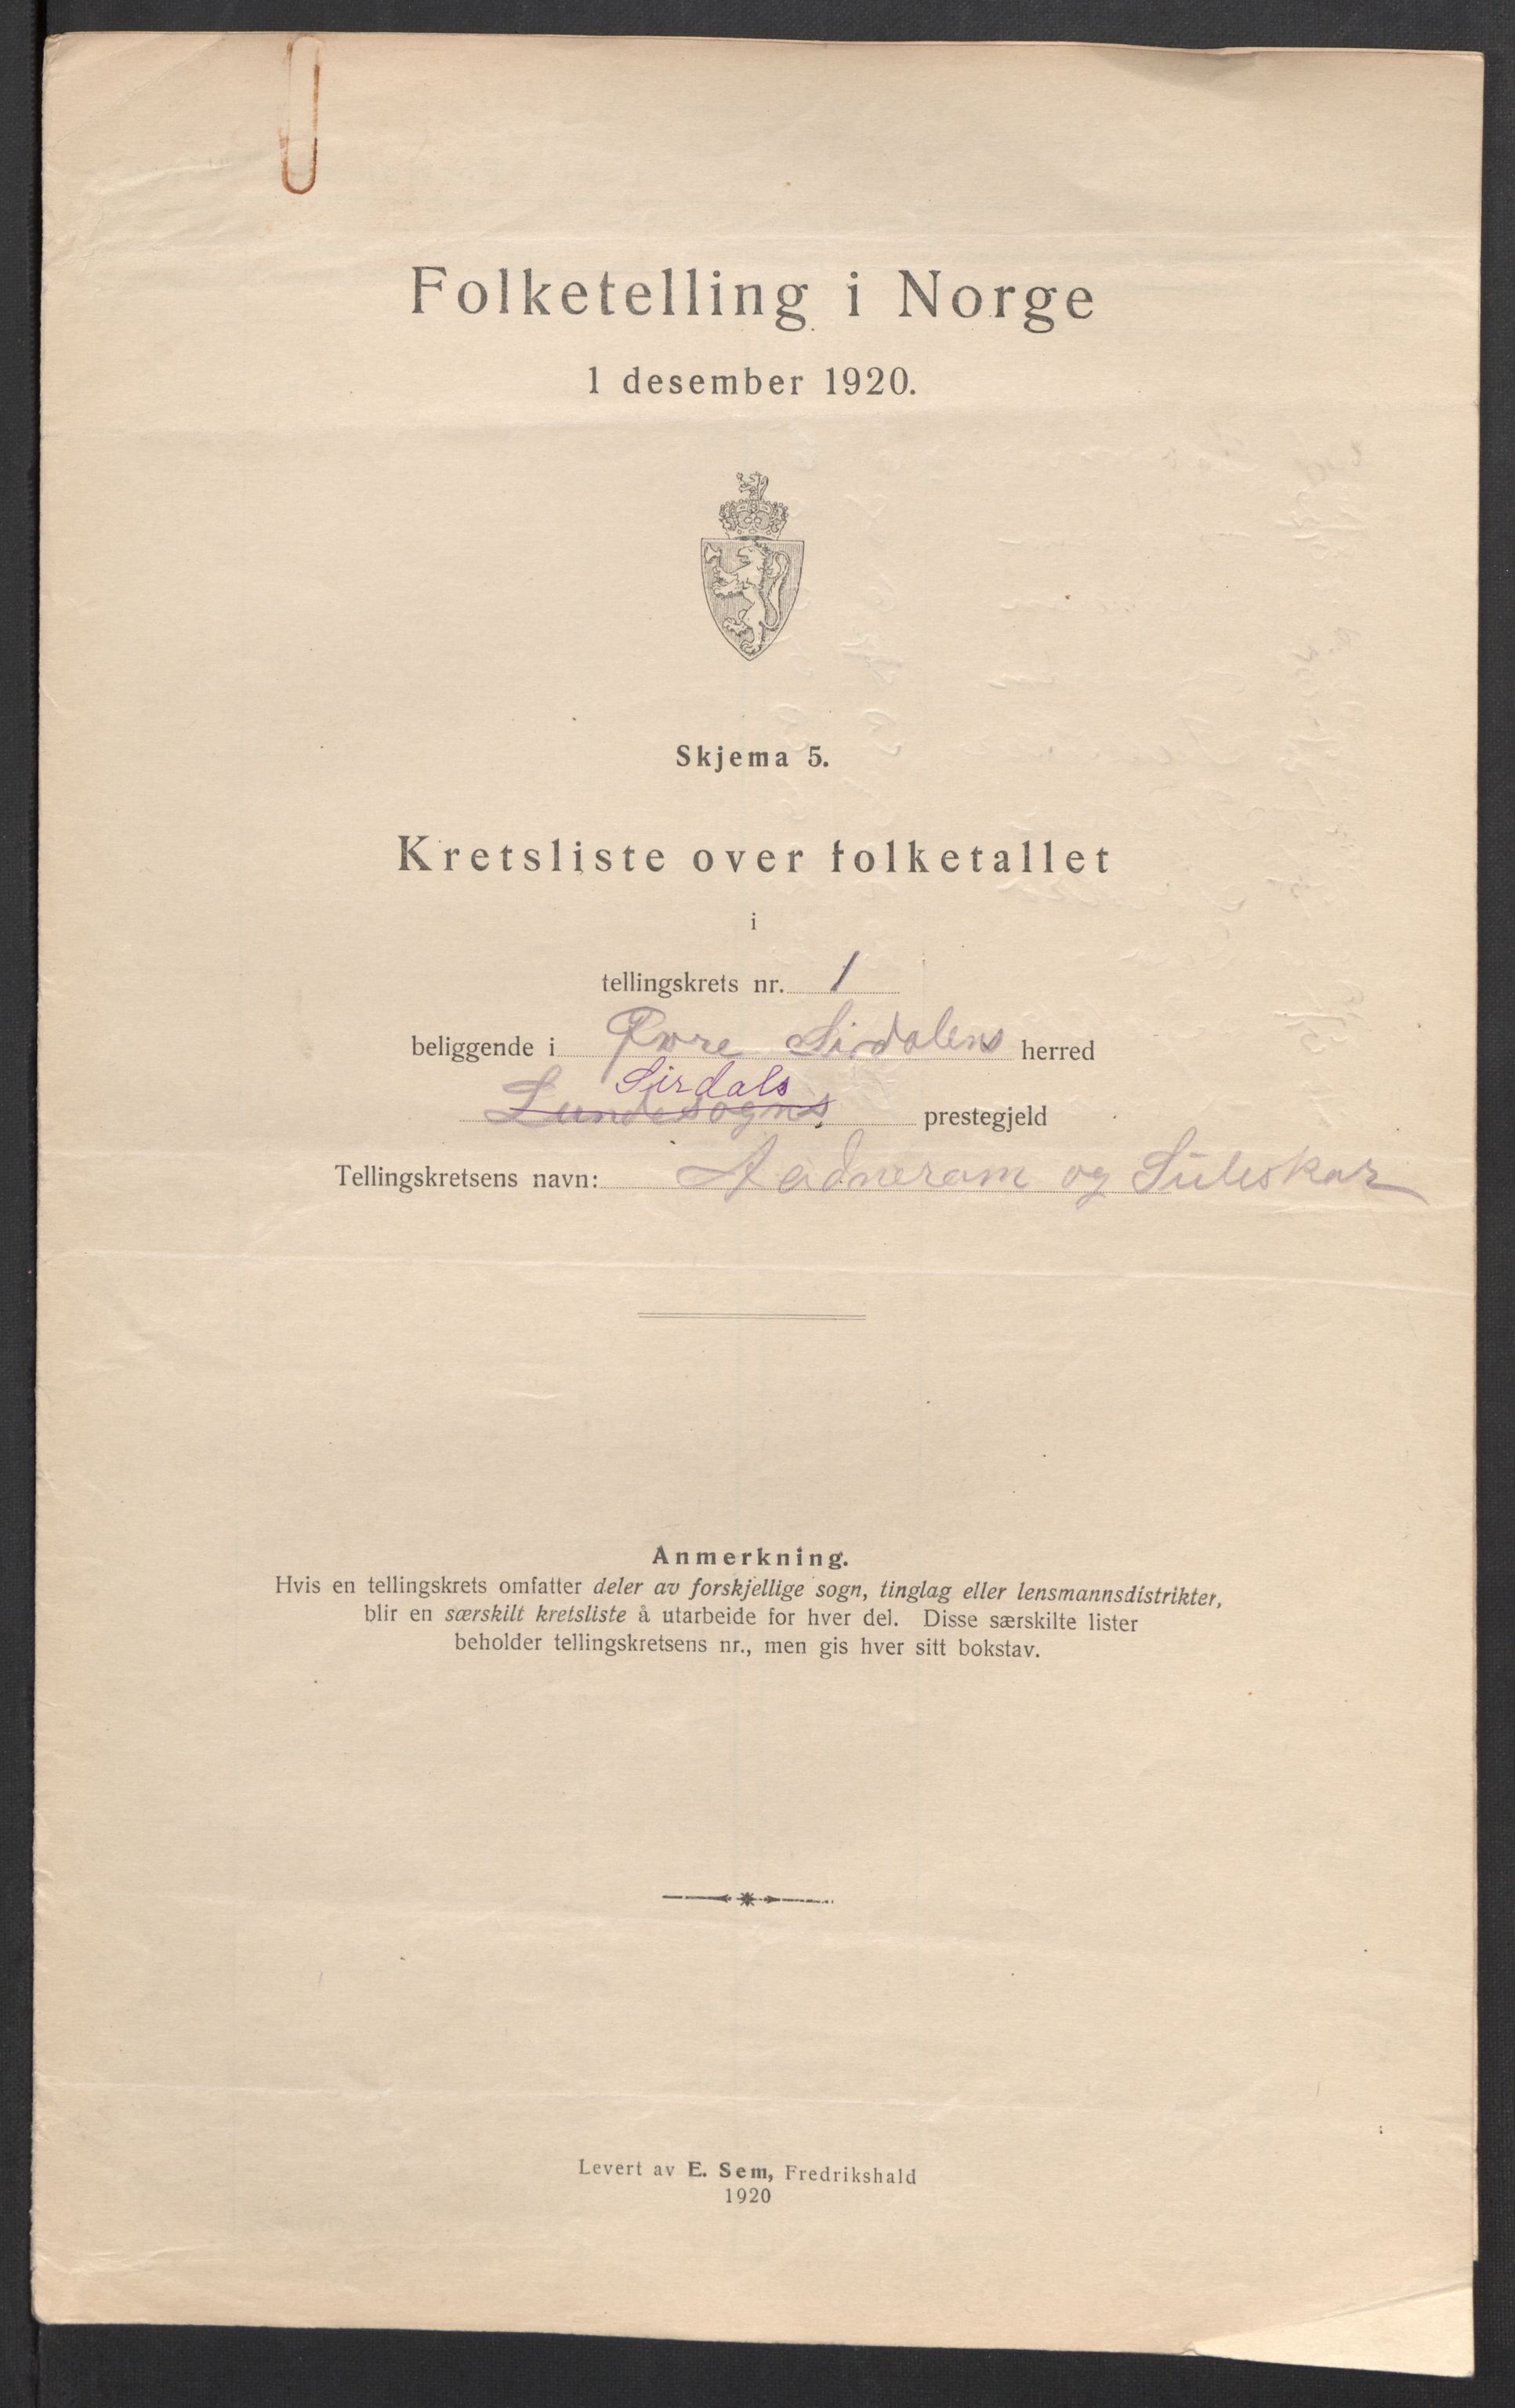 Folketelling i Norge
1 desember 1920.
Skjema 5.
Kretsliste over folketallet
i
tellingskrets nr. 1
beliggende i Øvre Sirdalens herred
Sirdals
Lundesogns prestegjeld
Tellingskretsens navn: Aadneram og Suleskar
Anmerkning.
Hvis en tellingskrets omfatter deler av forskjellige sogn, tinglag eller lensmannsdistrikter,
blir en særskilt kretsliste å utarbeide for hver del. Disse særskilte lister
beholder tellingskretsens nr., men gis hver sitt bokstav.
Levert av E. Sem, Fredrikshald
1920